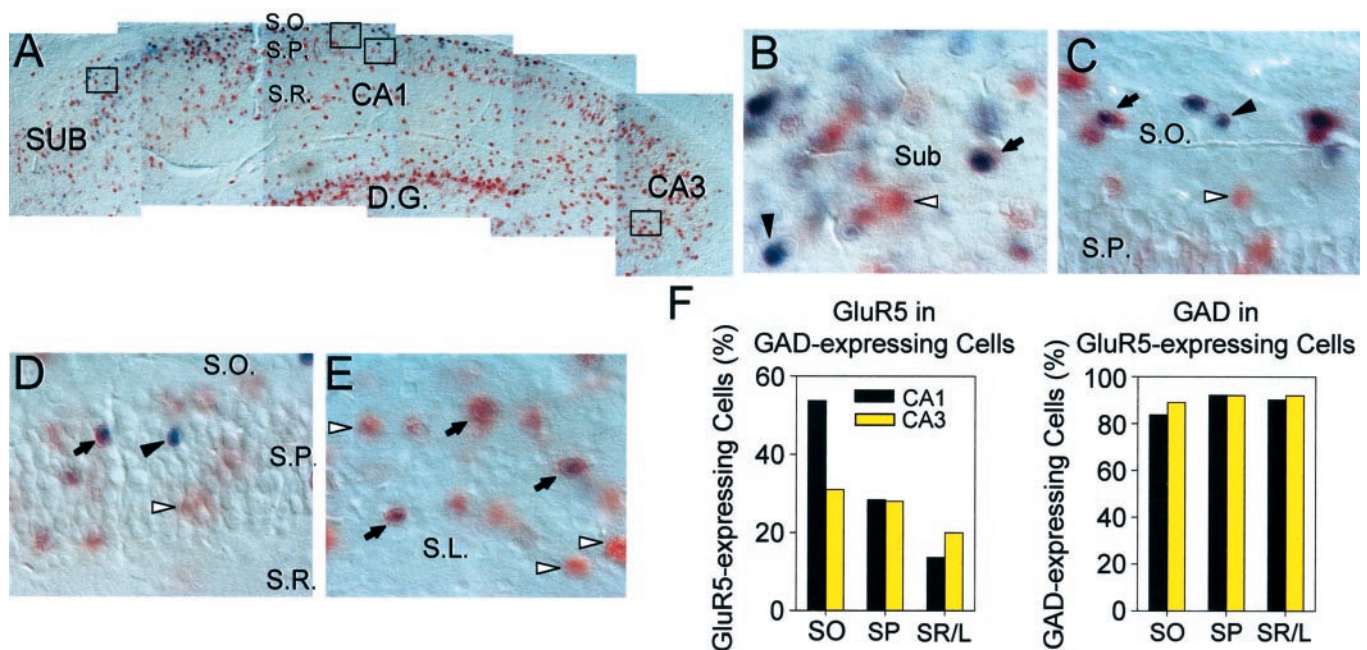 A
S.O.
S.P.
S.R.
CA1
SUB
D.G.
CA3
B
Sub
C
S.O.
S.P.
D
S.O.
S.P.
S.R.
E
S.L.
F
GluR5 in
GAD-expressing Cells
GluR5-expressing Cells (%)
60
40
20
0
CA1
CA3
SO SP SR/L
GAD in
GluR5-expressing Cells
GAD-expressing Cells (%)
100
80
60
40
20
0
SO SP SR/L